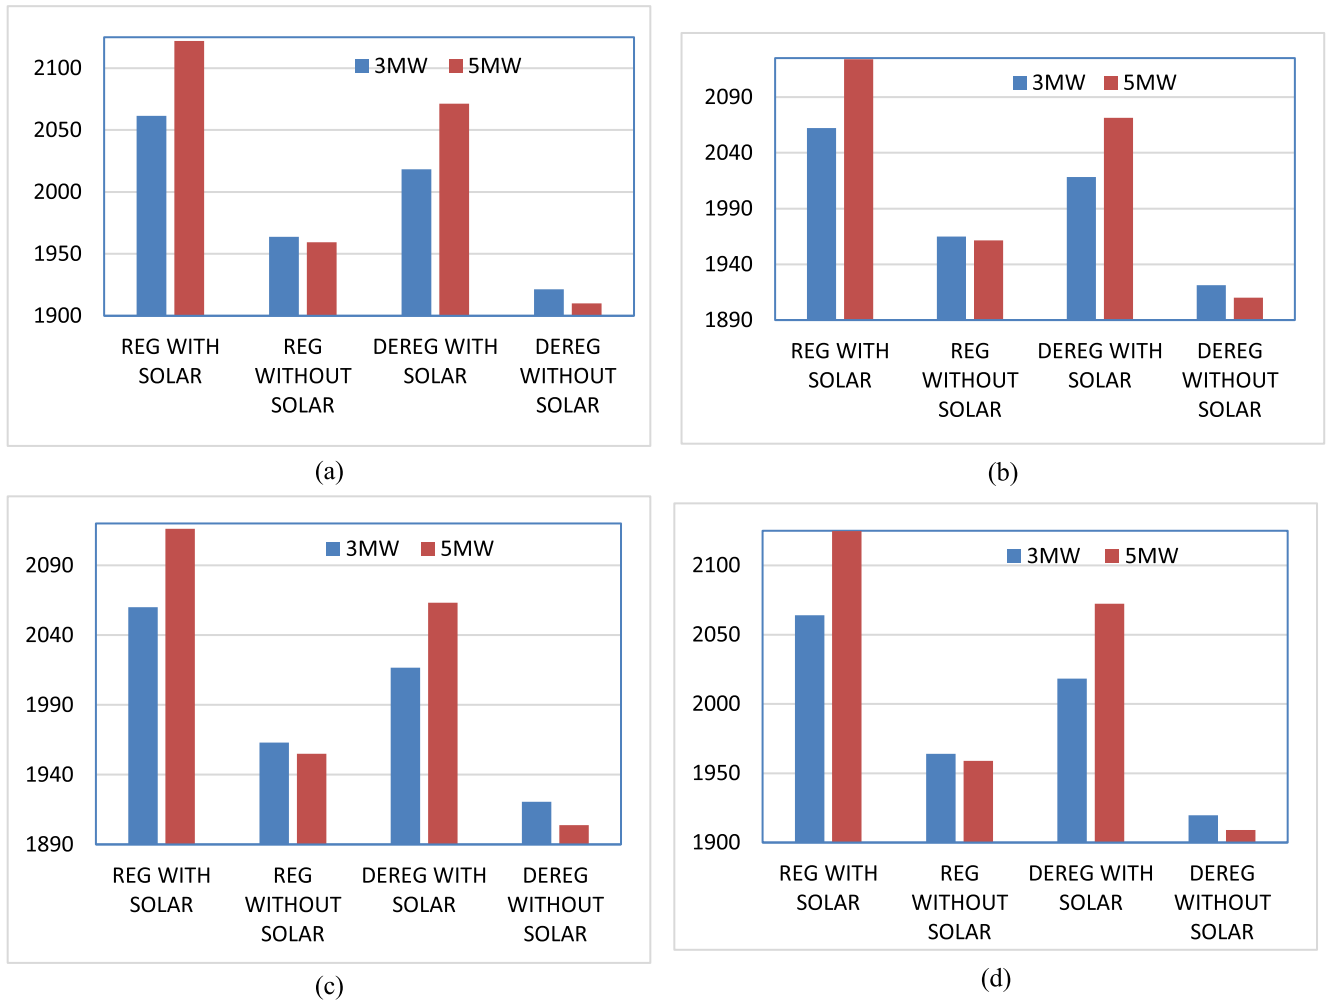 2100
2050
2000
1950
1900
3MW 5MW
REG WITH
SOLAR
REG
WITHOUT
SOLAR
DEREG WITH
SOLAR
DEREG
WITHOUT
SOLAR
(a)
2090
2040
1990
1940
1890
3MW 5MW
REG WITH
SOLAR
REG
WITHOUT
SOLAR
DEREG WITH
SOLAR
DEREG
WITHOUT
SOLAR
(b)
2090
2040
1990
1940
1890
3MW 5MW
REG WITH
SOLAR
REG
WITHOUT
SOLAR
DEREG WITH
SOLAR
DEREG
WITHOUT
SOLAR
(c)
2100
2050
2000
1950
1900
3MW 5MW
REG WITH
SOLAR
REG
WITHOUT
SOLAR
DEREG WITH
SOLAR
DEREG
WITHOUT
SOLAR
(d)